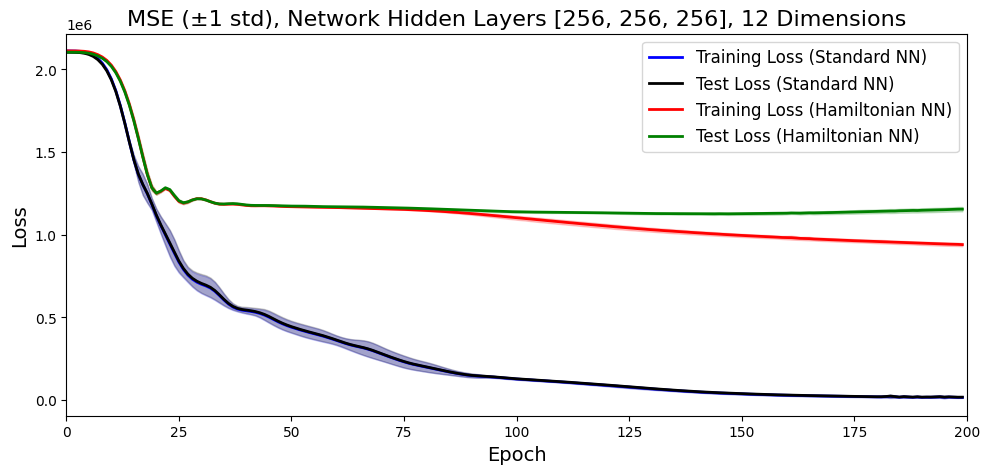 MSE (±1 std), Network Hidden Layers [256, 256, 256], 12 Dimensions
1e6
2.0
1.5
1.0
0.5
0.0
Loss
Training Loss (Standard NN)
Test Loss (Standard NN)
Training Loss (Hamiltonian NN)
Test Loss (Hamiltonian NN)
0 25 50 75 100 125 150 175 200
Epoch